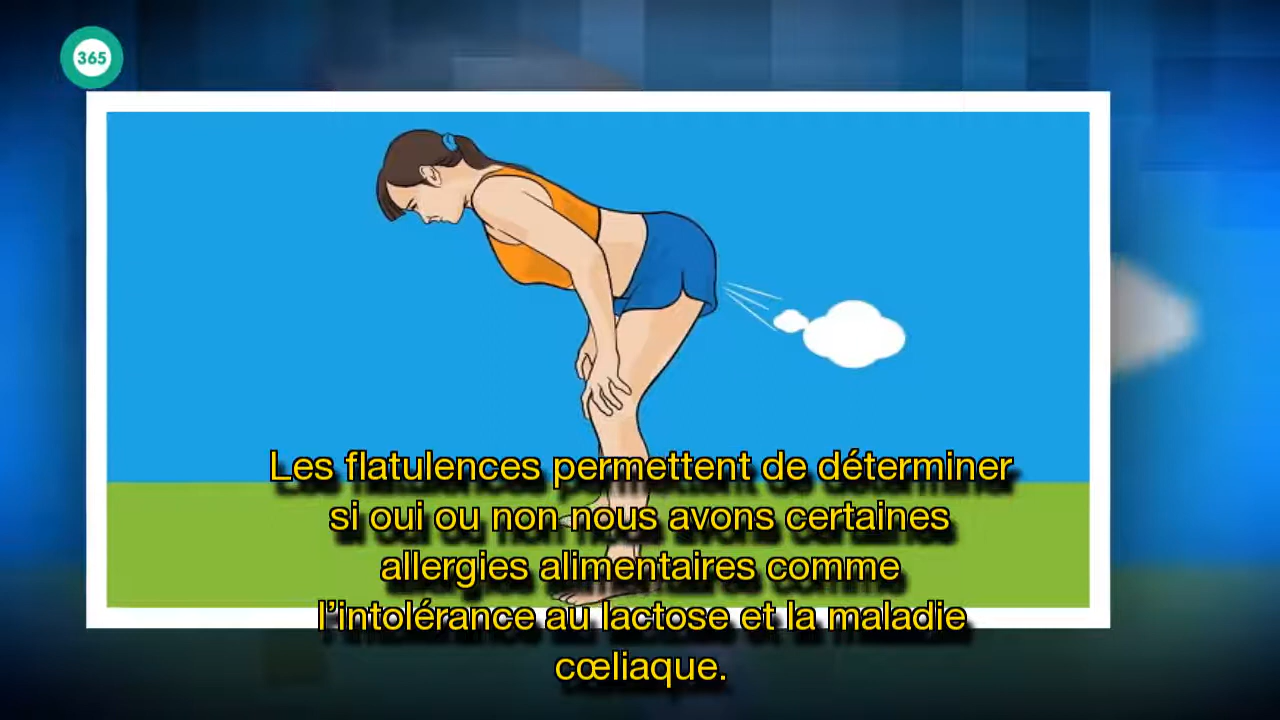 365
Les flatulences permettent de déterminer
si oui ou non nous avons certaines
allergies alimentaires comme
l’intolérance au lactose et la maladie
cœliaque.